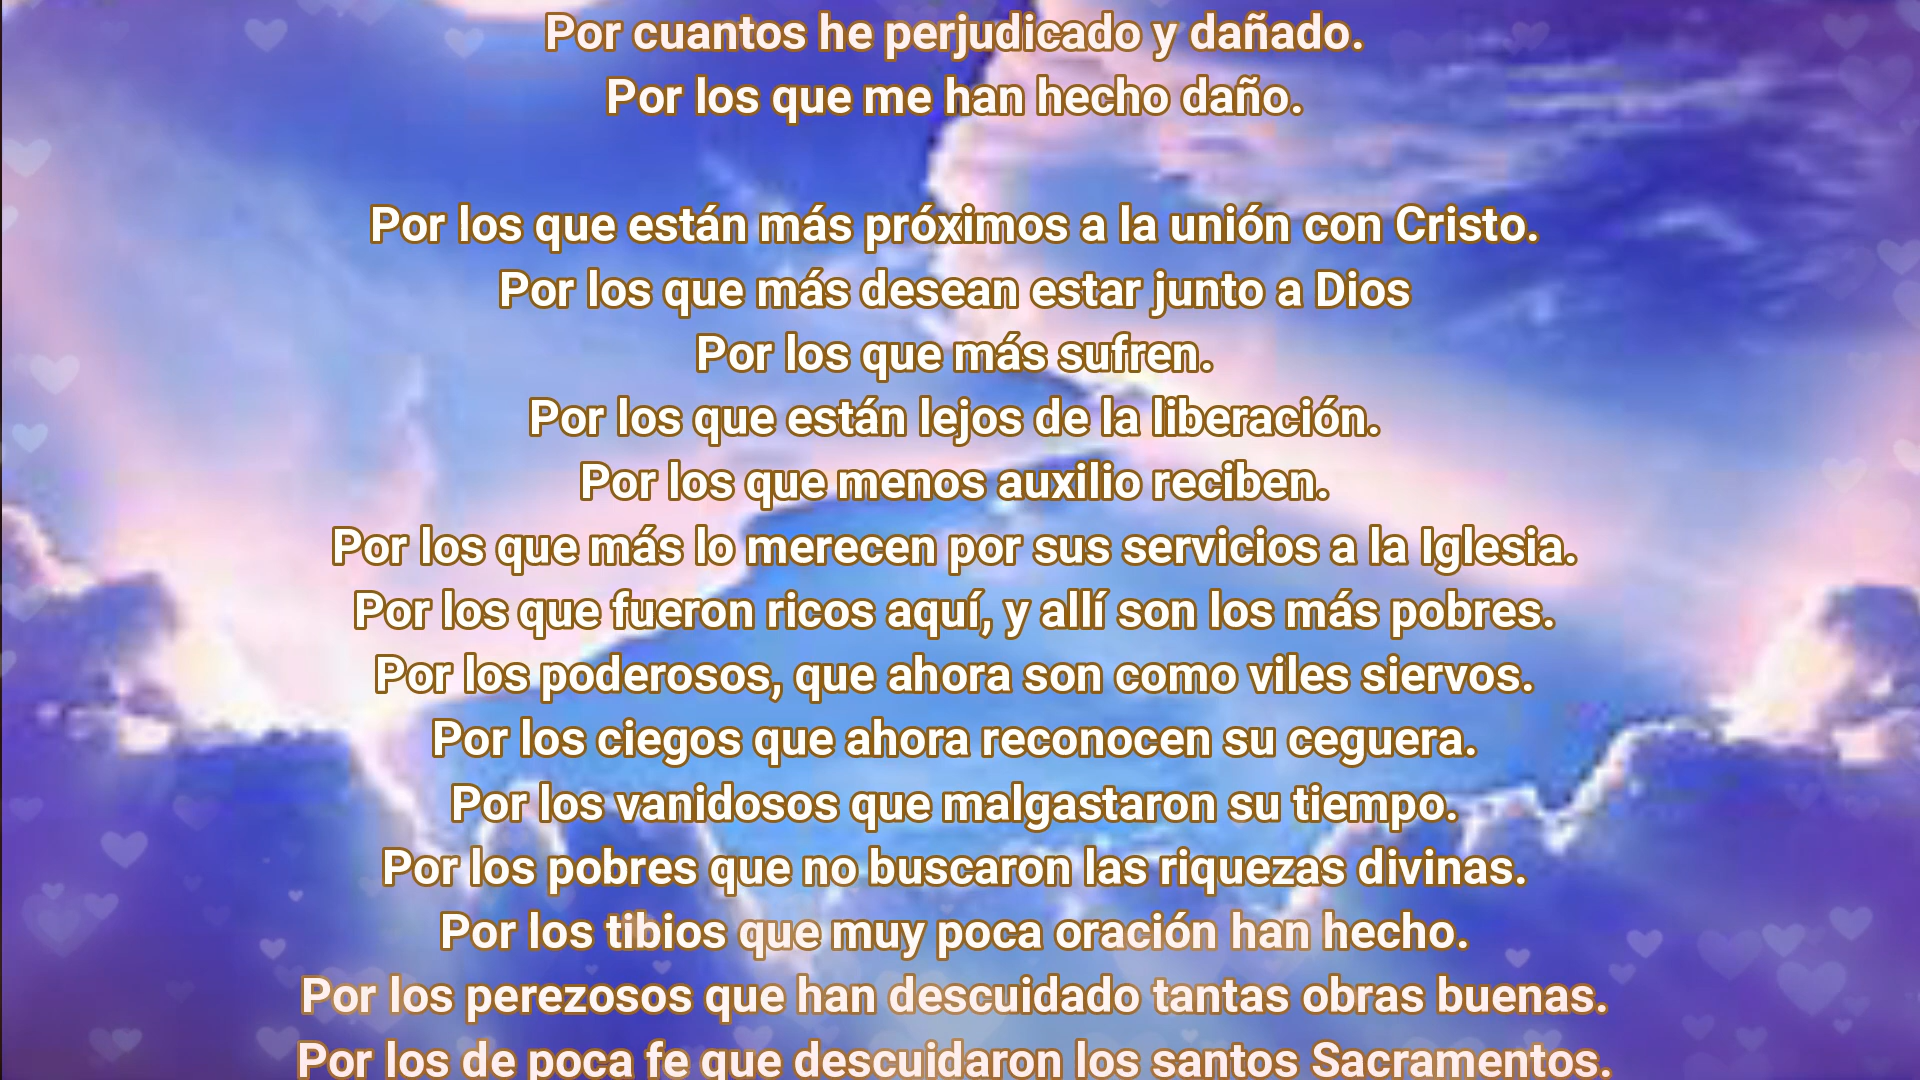 Por cuantos he perjudicado y dañado.
Por los que me han hecho daño.
Por los que están más próximos a la unión con Cristo.
Por los que más desean estar junto a Dios
Por los que más sufren.
Por los que están lejos de la liberación.
Por los que menos auxilio reciben.
Por los que más lo merecen por sus servicios a la Iglesia.
Por los que fueron ricos aquí, y allí son los más pobres.
Por los poderosos, que ahora son como viles siervos.
Por los ciegos que ahora reconocen su ceguera.
Por los vanidosos que malgastaron su tiempo.
Por los pobres que no buscaron las riquezas divinas.
Por los tibios que muy poca oración han hecho.
Por los perezosos que han descuidado tantas obras buenas.
Por los de poca fe que descuidaron los santos Sacramentos.